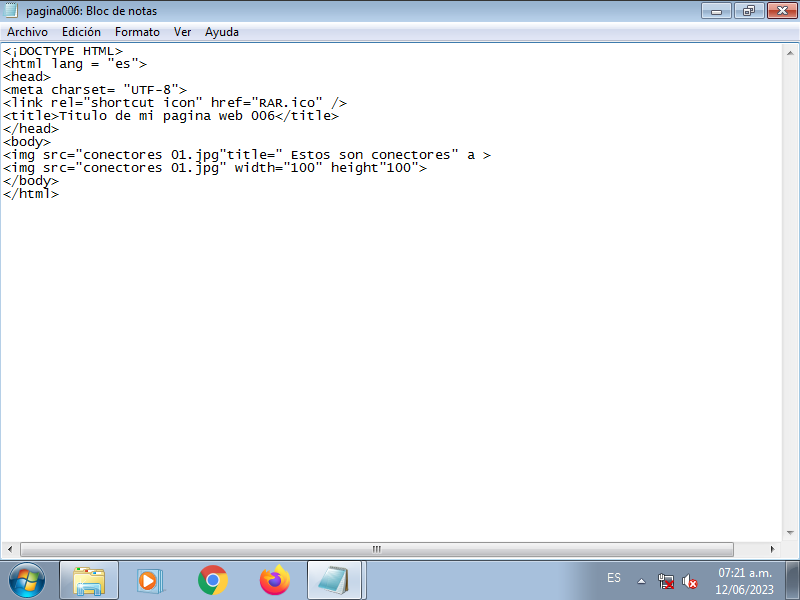 pagina006: Bloc de notas
Archivo Edición Formato Ver Ayuda
<¡DOCTYPE HTML>
<html lang = "es">
<head>
<meta charset= "UTF-8">
<link rel="shortcut icon" href="RAR.ico" />
<title>Titulo de mi pagina web 006</title>
</head>
<body>
<img src="conectores 01.jpg"title=" Estos son conectores" a >
<img src="conectores 01.jpg" width="100" height"100">
</body>
</html>
ES
07:21 a.m.
12/06/2023